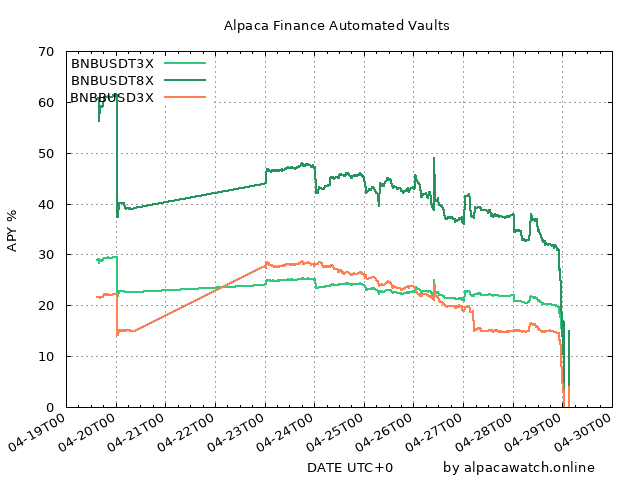 Alpaca Finance Automated Vaults
70
60
50
40
30
20
10
0
APY %
BNBUSDT3X
BNBUSDT8X
BNBBUSD3X
04-19T00
04-20T00
04-21T00
04-22T00
04-23T00
04-24T00
04-25T00
04-26T00
04-27T00
04-28T00
04-29T00
04-30T00
DATE UTC+0
by alpacawatch.online